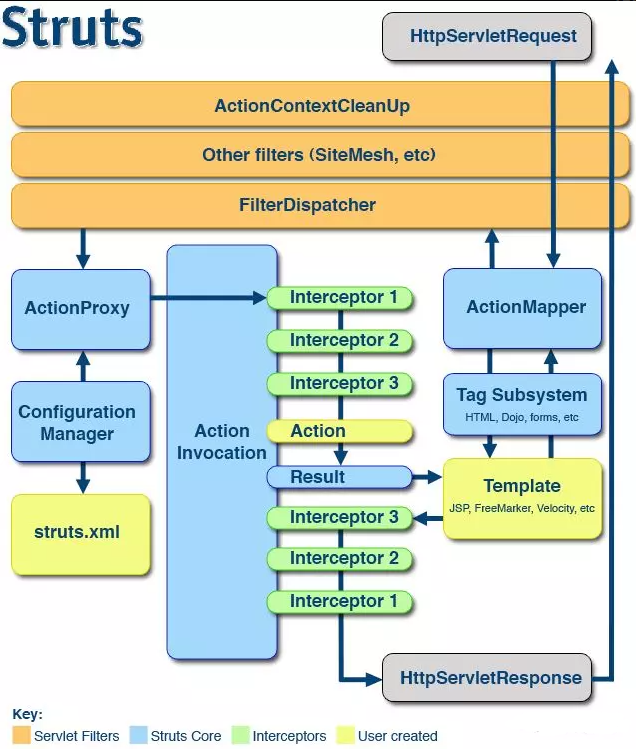 Struts
HttpServletRequest
ActionContextCleanUp
Other filters (SiteMesh, etc)
FilterDispatcher
ActionProxy
Configuration
Manager
struts.xml
Action
Invocation
Interceptor 1
Interceptor 2
Interceptor 3
Action
Result
Interceptor 3
Interceptor 2
Interceptor 1
ActionMapper
Tag Subsystem
HTML, Dojo, forms, etc
Template
JSP, FreeMarker, Velocity, etc
HttpServletResponse
Key:
Servlet Filters
Struts Core
Interceptors
User created